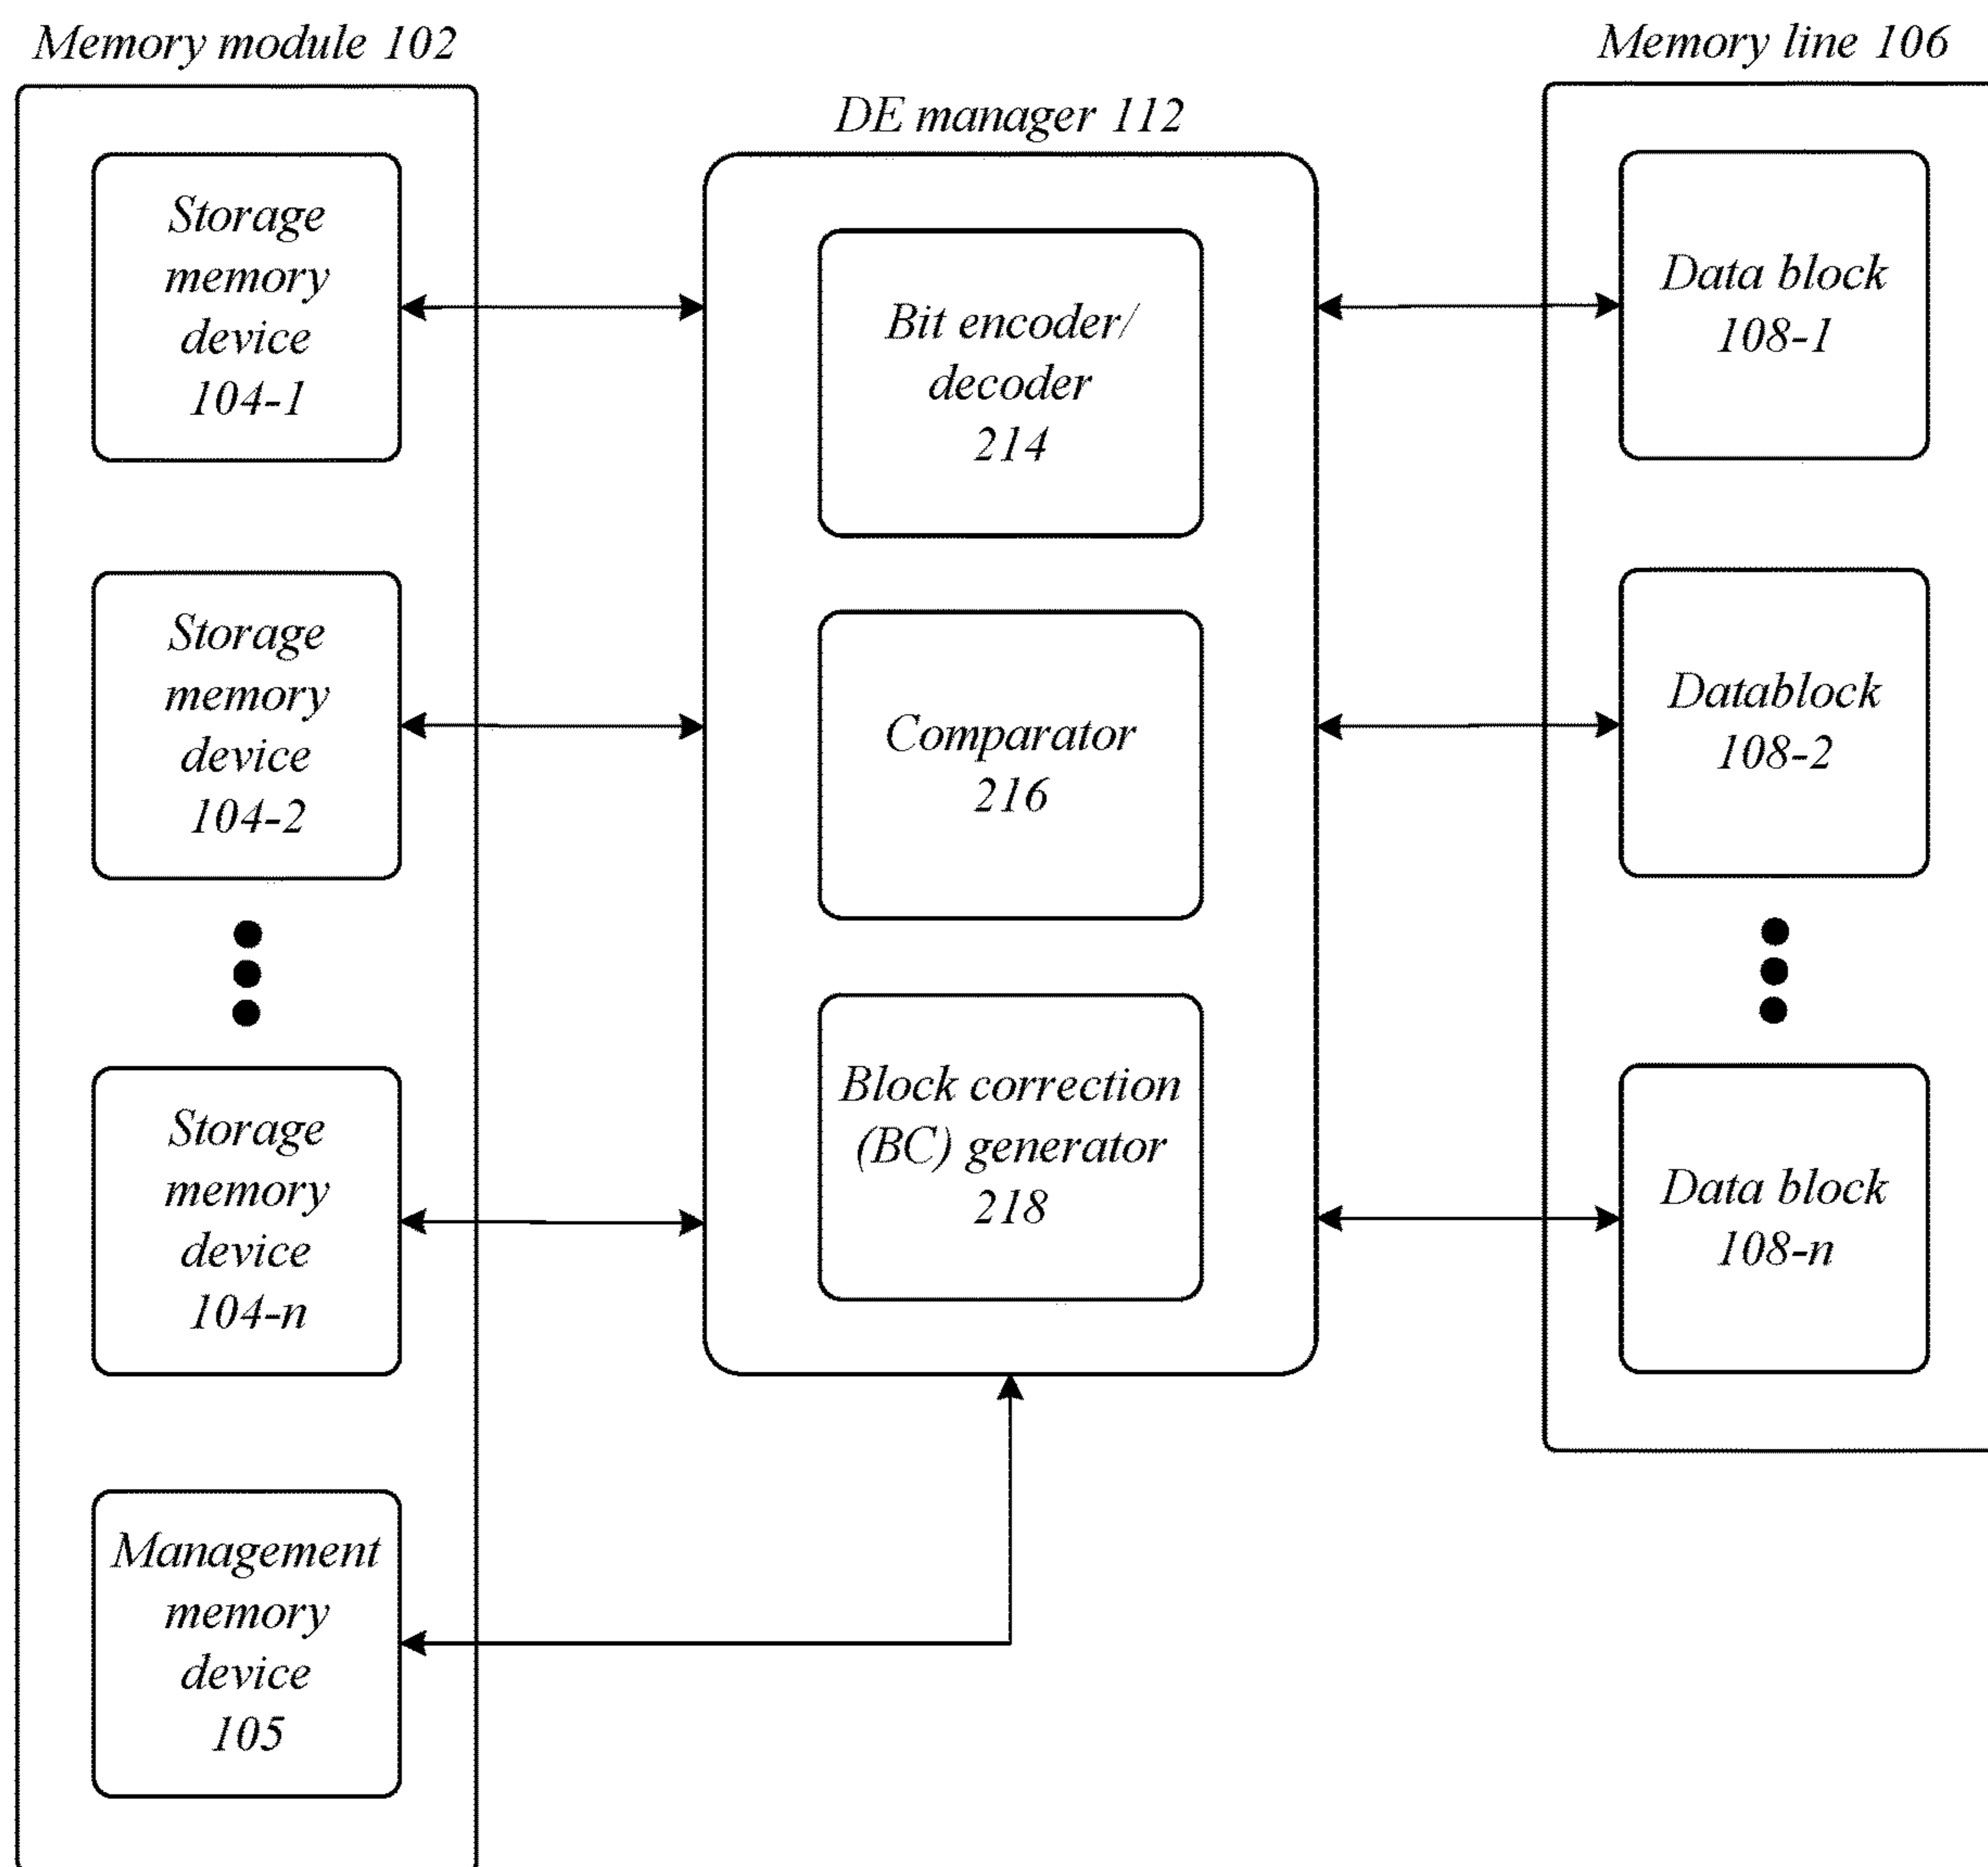 Memory module 102
Storage
memory
device
104-1
Storage
memory
device
104-2
Storage
memory
device
104-n
Management
memory
device
105
DE manager 112
Bit encoder/
decoder
214
Comparator
216
Block correction
(BC) generator
218
Memory line 106
Data block
108-1
Datablock
108-2
Data block
108-n